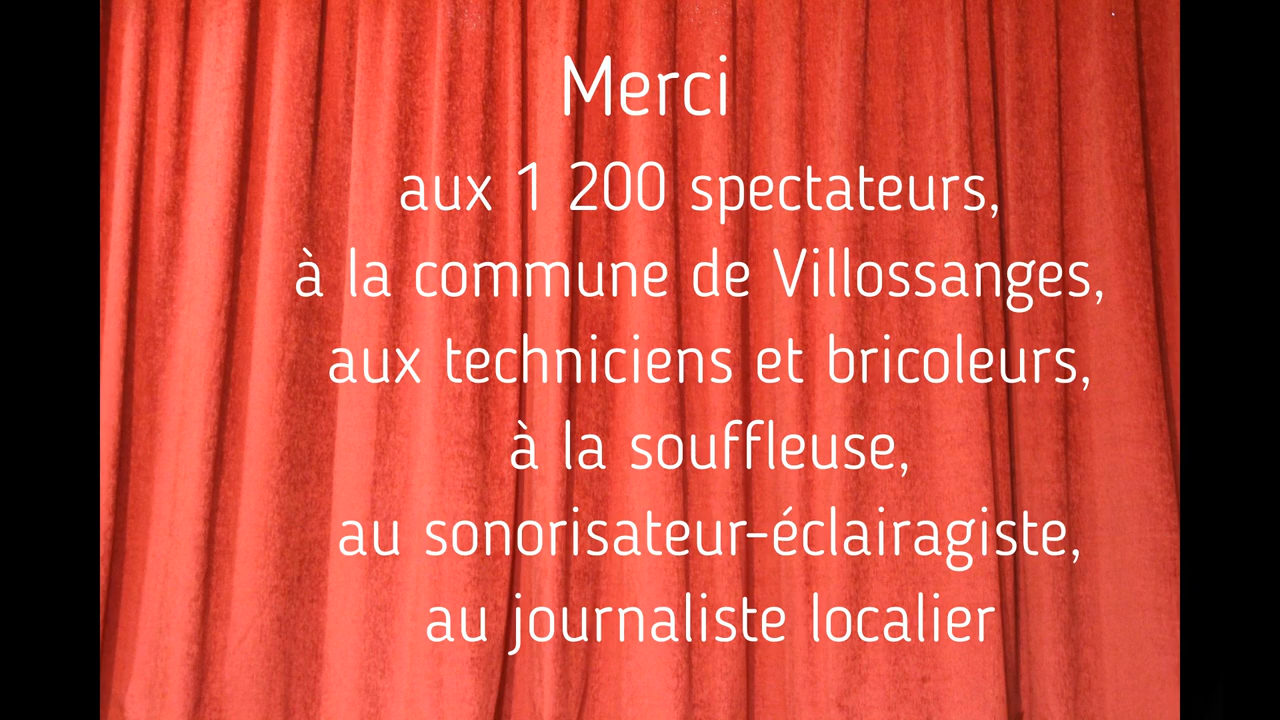 Merci
aux 1 200 spectateurs,
à la commune de Villossanges,
aux techniciens et bricoleurs,
à la souffleuse,
au sonorisateur-éclairagiste,
au journaliste localier